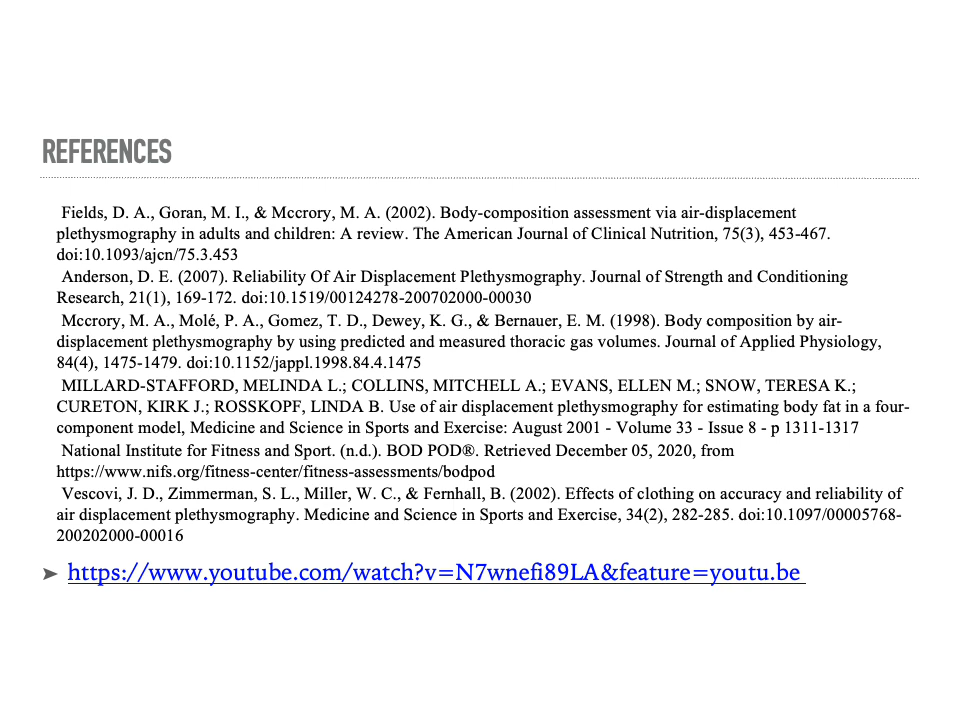 REFERENCES
Fields, D. A., Goran, M. I., & Mccrory, M. A. (2002). Body-composition assessment via air-displacement
plethysmography in adults and children: A review. The American Journal of Clinical Nutrition, 75(3), 453-467.
doi:10.1093/ajcn/75.3.453
Anderson, D. E. (2007). Reliability Of Air Displacement Plethysmography. Journal of Strength and Conditioning
Research, 21(1), 169-172. doi:10.1519/00124278-200702000-00030
Mccrory, M. A., Molé, P. A., Gomez, T. D., Dewey, K. G., & Bernauer, E. M. (1998). Body composition by air-
displacement plethysmography by using predicted and measured thoracic gas volumes. Journal of Applied Physiology,
84(4), 1475-1479. doi:10.1152/jappl.1998.84.4.1475
MILLARD-STAFFORD, MELINDA L.; COLLINS, MITCHELL A.; EVANS, ELLEN M.; SNOW, TERESA K.;
CURETON, KIRK J.; ROSSKOPF, LINDA B. Use of air displacement plethysmography for estimating body fat in a four-
component model, Medicine and Science in Sports and Exercise: August 2001 - Volume 33 - Issue 8 - p 1311-1317
National Institute for Fitness and Sport. (n.d.). BOD POD®. Retrieved December 05, 2020, from
https://www.nifs.org/fitness-center/fitness-assessments/bodpod
Vescovi, J. D., Zimmerman, S. L., Miller, W. C., & Fernhall, B. (2002). Effects of clothing on accuracy and reliability of
air displacement plethysmography. Medicine and Science in Sports and Exercise, 34(2), 282-285. doi:10.1097/00005768-
200202000-00016
➤ https://www.youtube.com/watch?v=N7wnefi89LA&feature=youtu.be